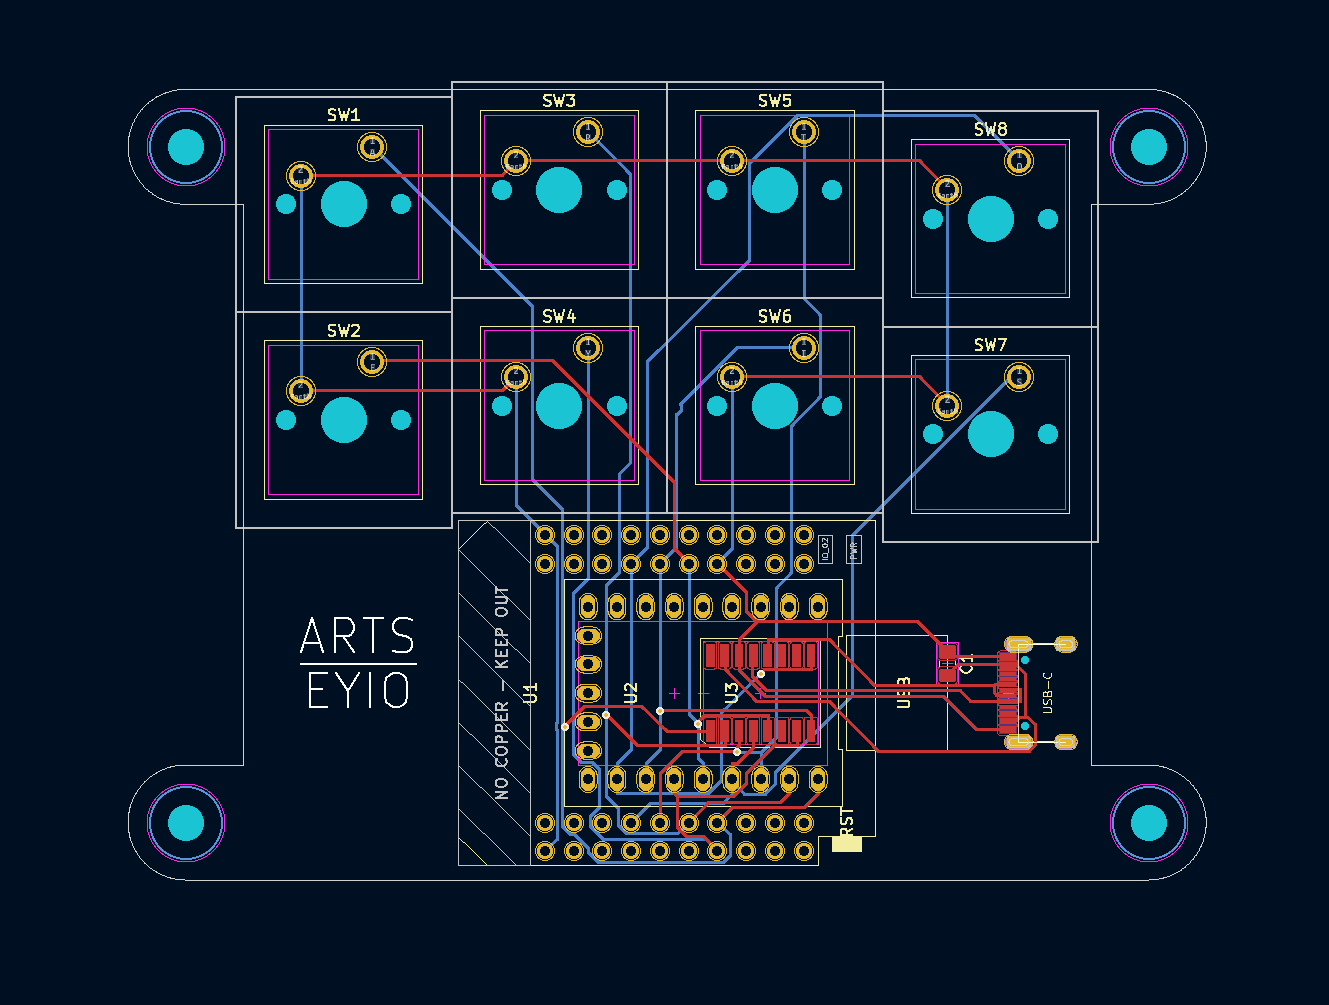 SW1
SW3
SW5
SW8
SW2
SW4
SW6
SW7
IO_02
PWR
ARTS
EYIO
NO COPPER - KEEP OUT
U1
U2
U3
USB
C1
USB-C
RST